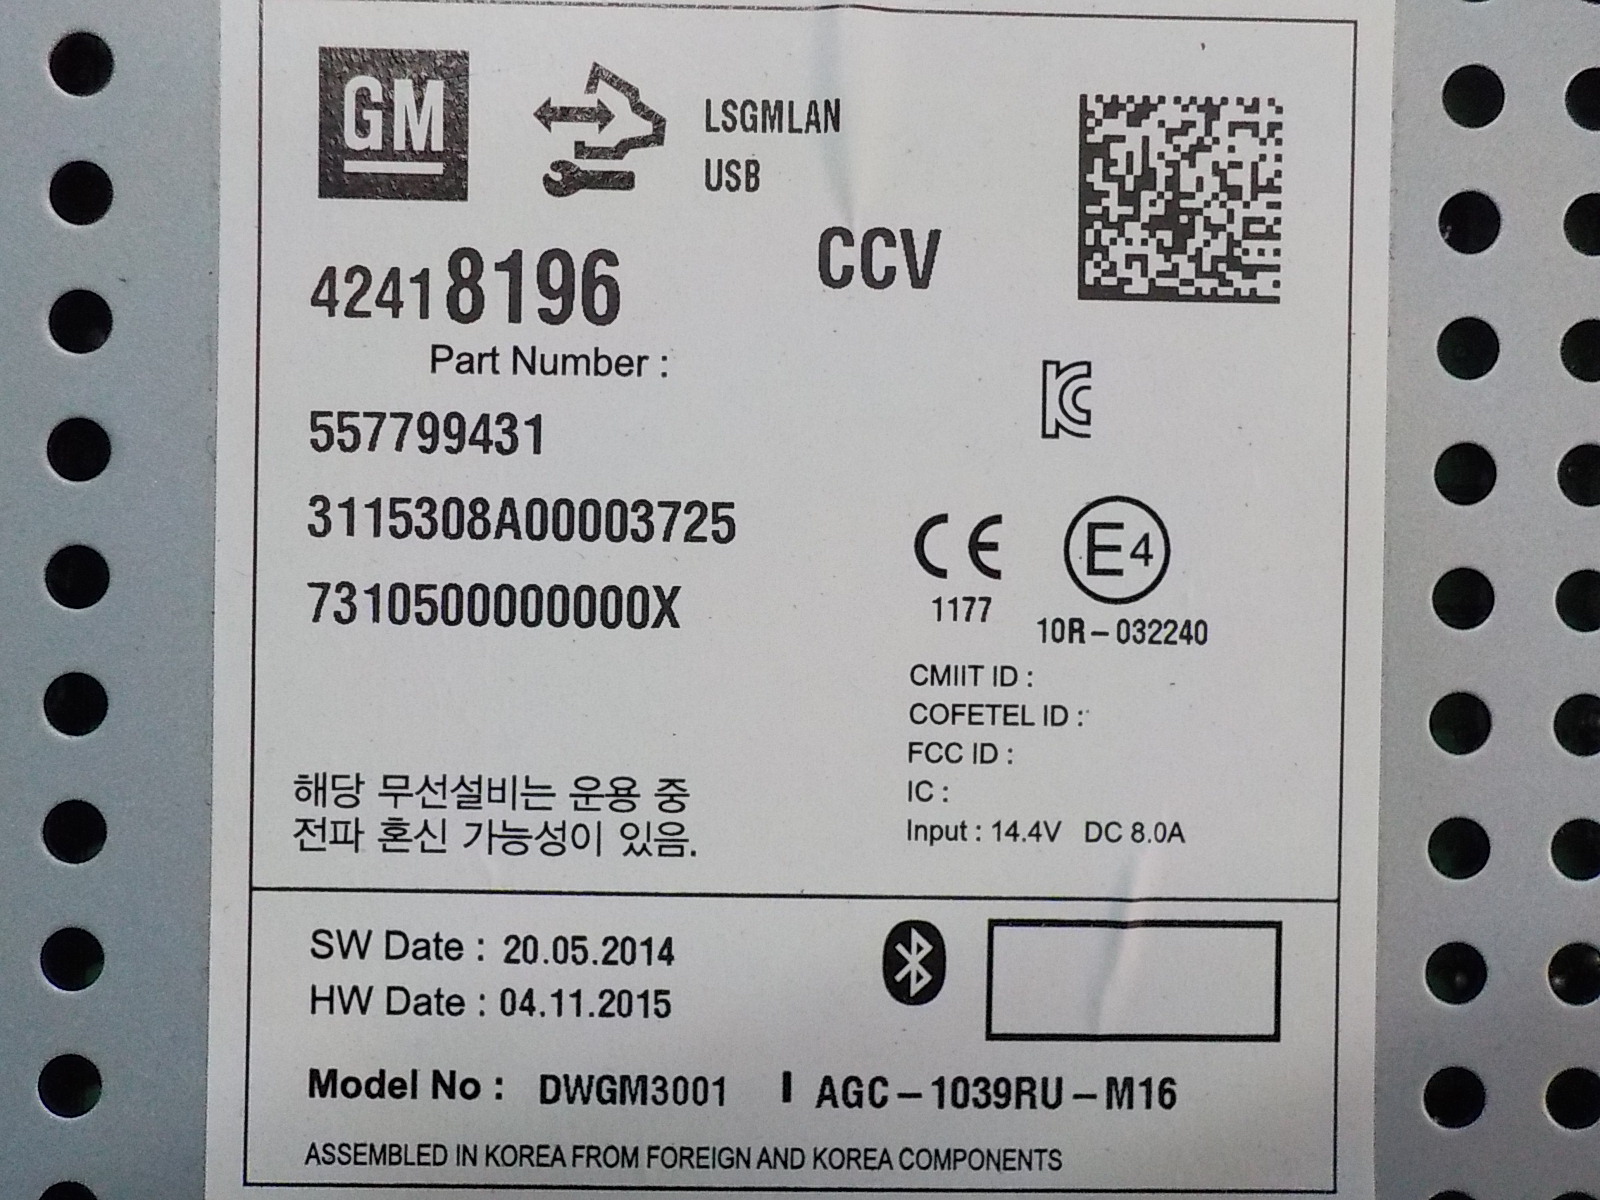 GM
LSGMLAN
USB
CCV
42418196
Part Number :
557799431
3115308A00003725
7310500000000X
CE
1177
E4
10R-032240
CMIIT ID :
COFETEL ID :
FCC ID :
IC :
Input : 14.4V DC 8.0A
해당 무선설비는 운용 중
전파 혼신 가능성이 있음.
SW Date : 20.05.2014
HW Date : 04.11.2015
Model No : DWGM3001 I AGC-1039RU-M16
ASSEMBLED IN KOREA FROM FOREIGN AND KOREA COMPONENTS